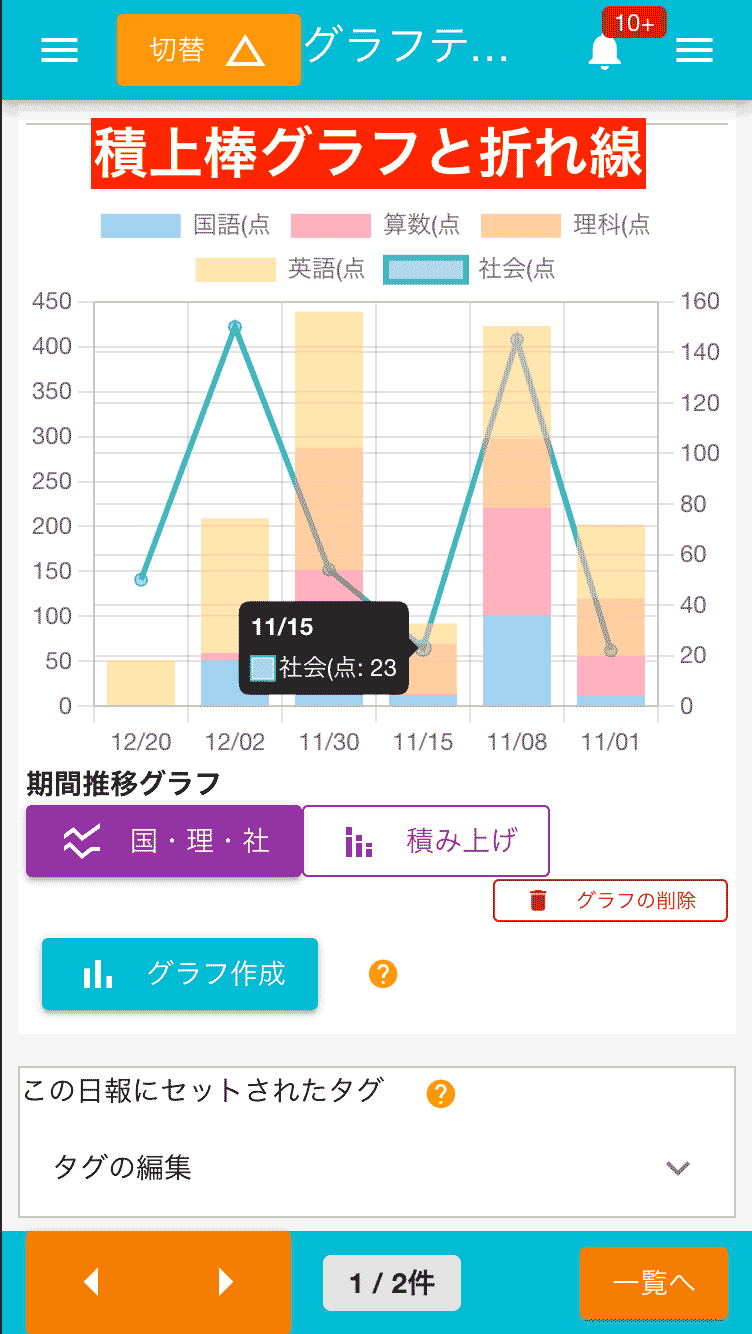 切替 グラフテ… 10+
積上棒グラフと折れ線
国語(点 算数(点 理科(点
英語(点 社会(点
450 160
400 140
350 120
300 100
250
200 80
150 60
100 40
50 20
0 0
11/15
社会(点: 23
12/20 12/02 11/30 11/15 11/08 11/01
期間推移グラフ
国・理・社 積み上げ
グラフの削除
グラフ作成 ?
この日報にセットされたタグ ?
タグの編集
1 / 2件 一覧へ